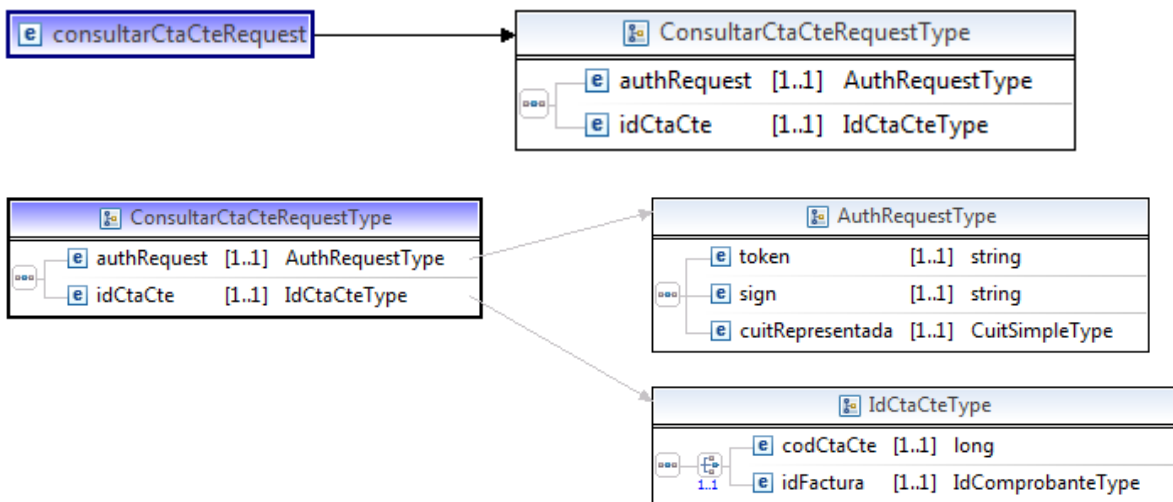 e consultarCtaCteRequest
ConsultarCtaCteRequestType
e authRequest [1..1] AuthRequestType
e idCtaCte [1..1] IdCtaCteType
ConsultarCtaCteRequestType
e authRequest [1..1] AuthRequestType
e idCtaCte [1..1] IdCtaCteType
AuthRequestType
e token [1..1] string
e sign [1..1] string
e cuitRepresentada [1..1] CuitSimpleType
IdCtaCteType
e codCtaCte [1..1] long
1..1
e idFactura [1..1] IdComprobanteType